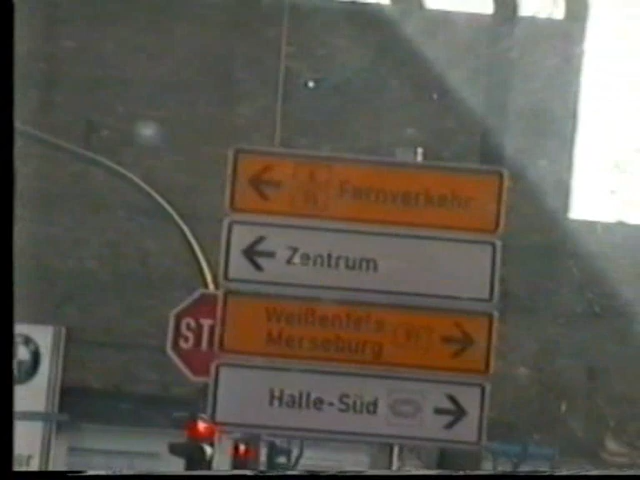 Fernverkehr
Zentrum
Weißenfels
Merseburg
Halle-Süd
ST